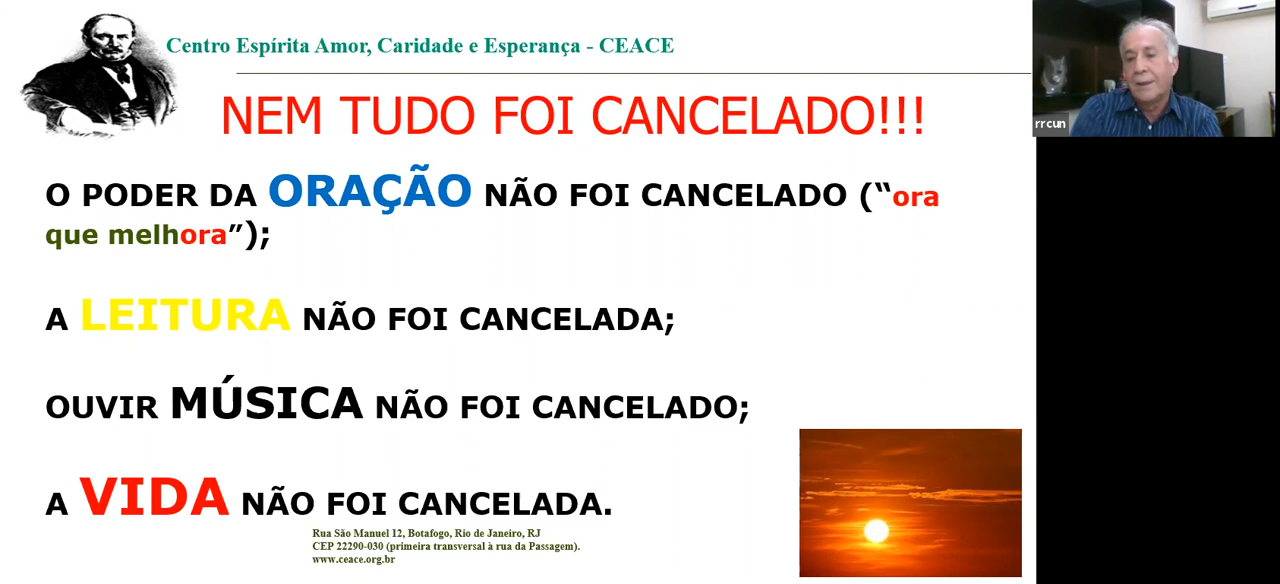 Centro Espírita Amor, Caridade e Esperança - CEACE
NEM TUDO FOI CANCELADO!!!
O PODER DA ORAÇÃO NÃO FOI CANCELADO (“ora
que melhora”);
A LEITURA NÃO FOI CANCELADA;
OUVIR MÚSICA NÃO FOI CANCELADO;
A VIDA NÃO FOI CANCELADA.
Rua São Manuel 12, Botafogo, Rio de Janeiro, RJ
CEP 22290-030 (primeira transversal à rua da Passagem).
www.ceace.org.br
rrcun